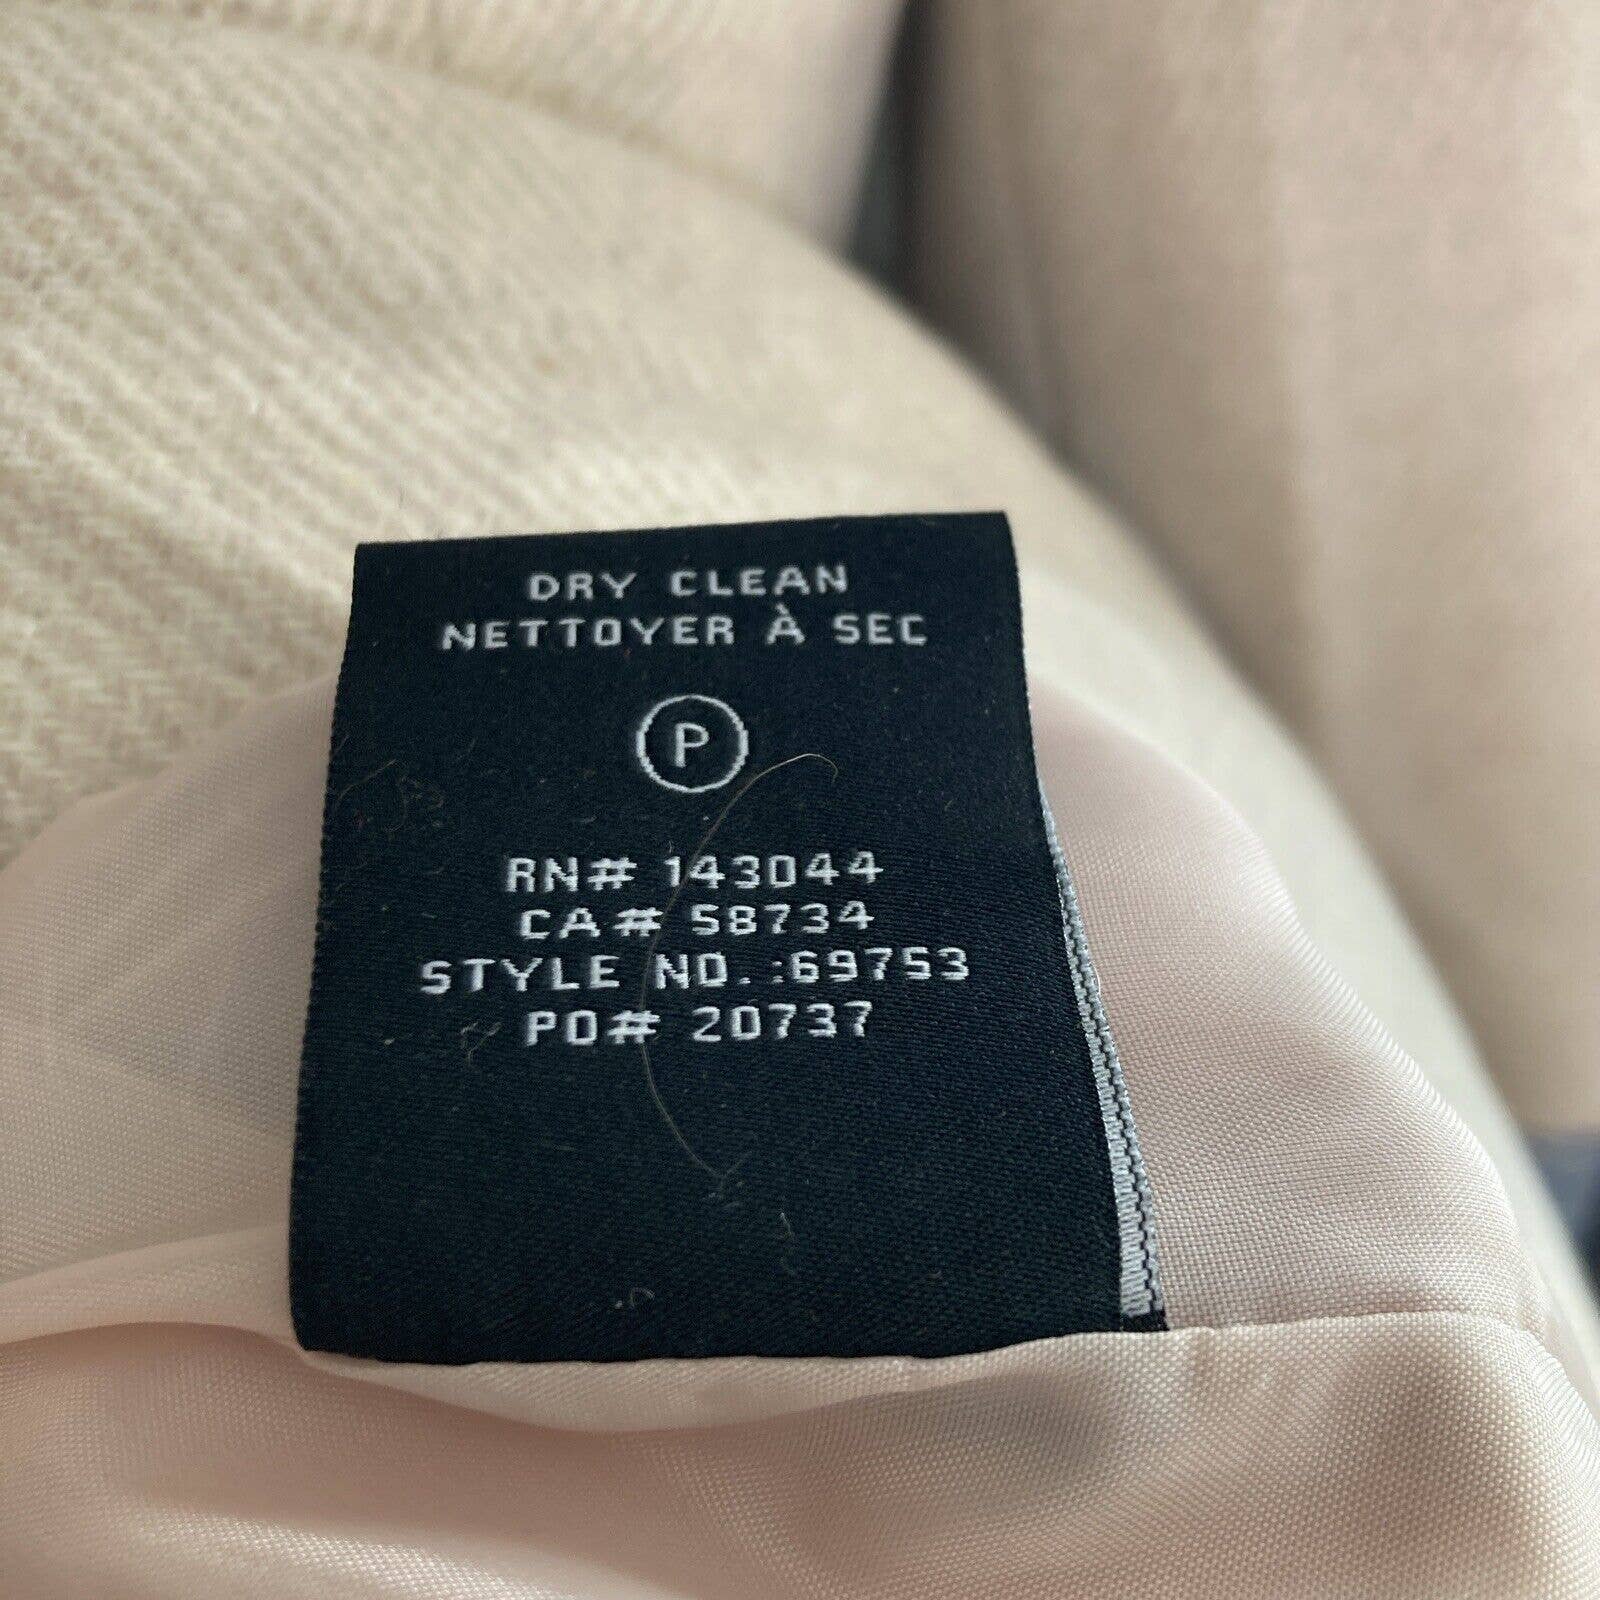 DRY CLEAN
NETTOYER À SEC
P
RN# 143044
CA# 58734
STYLE NO.:69753
PO# 20737